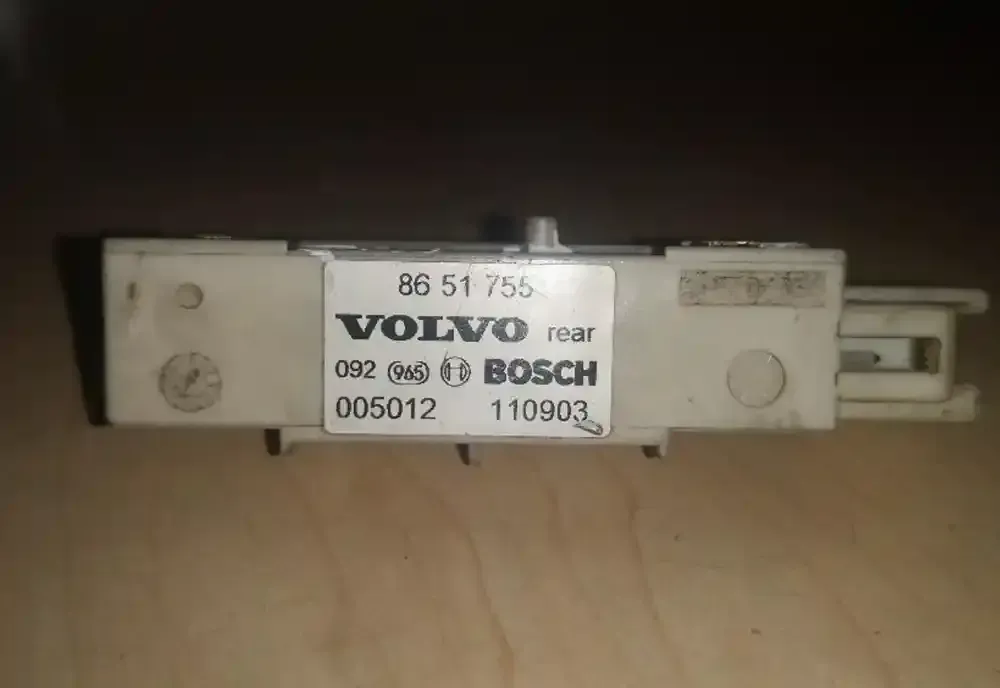 86 51 755
VOLVO rear
092 965 BOSCH
005012 110903